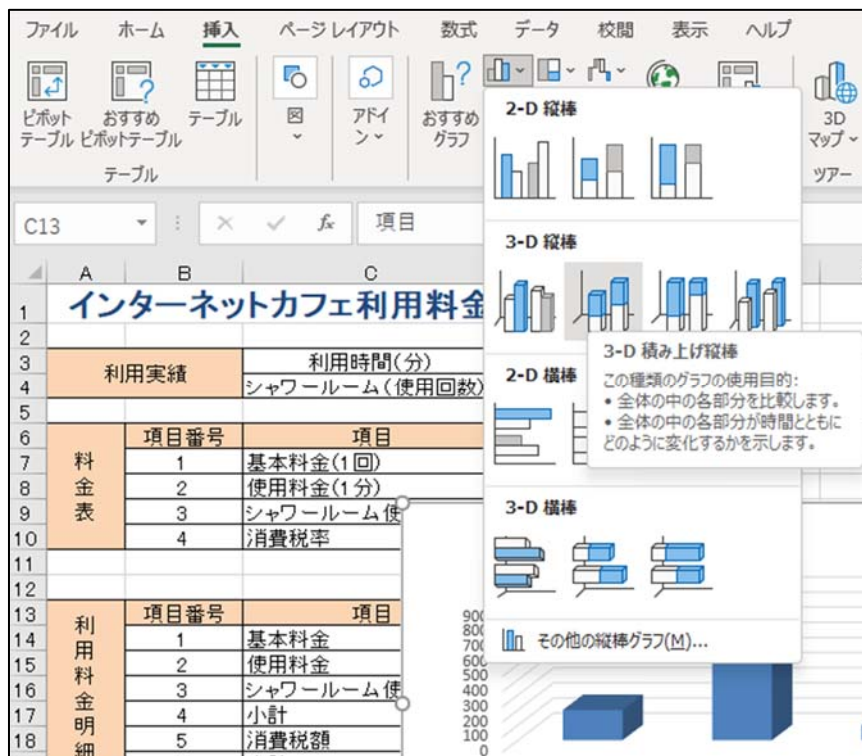 ファイル ホーム 挿入 ページ レイアウト 数式 データ 校閲 表示 ヘルプ
ピボット
テーブル
おすすめ
ピボットテーブル
テーブル
図
アドイ
ン
おすすめ
グラフ
3D
マップ
テーブル
ツアー
C13
fx
項目
2-D 縦棒
3-D 縦棒
3-D 積み上げ縦棒
この種類のグラフの使用目的:
• 全体の中の各部分を比較します。
• 全体の中の各部分が時間とともに
どのように変化するかを示します。
2-D 横棒
3-D 横棒
その他の縦棒グラフ(M)...
A B C
1 インターネットカフェ利用料金
2
3 利用実績 利用時間(分)
4 シャワールーム(使用回数)
5
6 料金表 項目番号 項目
7 1 基本料金(1回)
8 2 使用料金(1分)
9 3 シャワールーム使
10 4 消費税率
11
12
13 利用料金明細 項目番号 項目
14 1 基本料金
15 2 使用料金
16 3 シャワールーム使
17 4 小計
18 5 消費税額
900
800
700
600
500
400
300
200
100
0